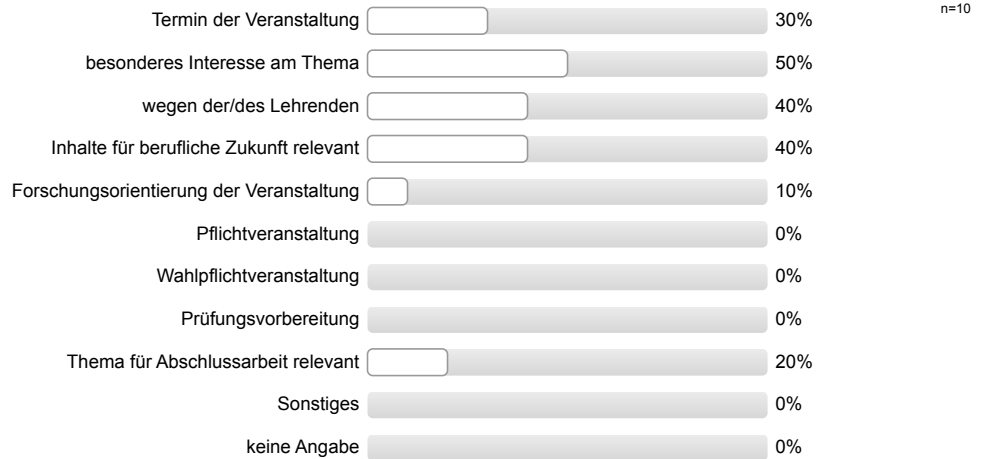 n=10
Termin der Veranstaltung 30%
besonderes Interesse am Thema 50%
wegen der/des Lehrenden 40%
Inhalte für berufliche Zukunft relevant 40%
Forschungsorientierung der Veranstaltung 10%
Pflichtveranstaltung 0%
Wahlpflichtveranstaltung 0%
Prüfungsvorbereitung 0%
Thema für Abschlussarbeit relevant 20%
Sonstiges 0%
keine Angabe 0%